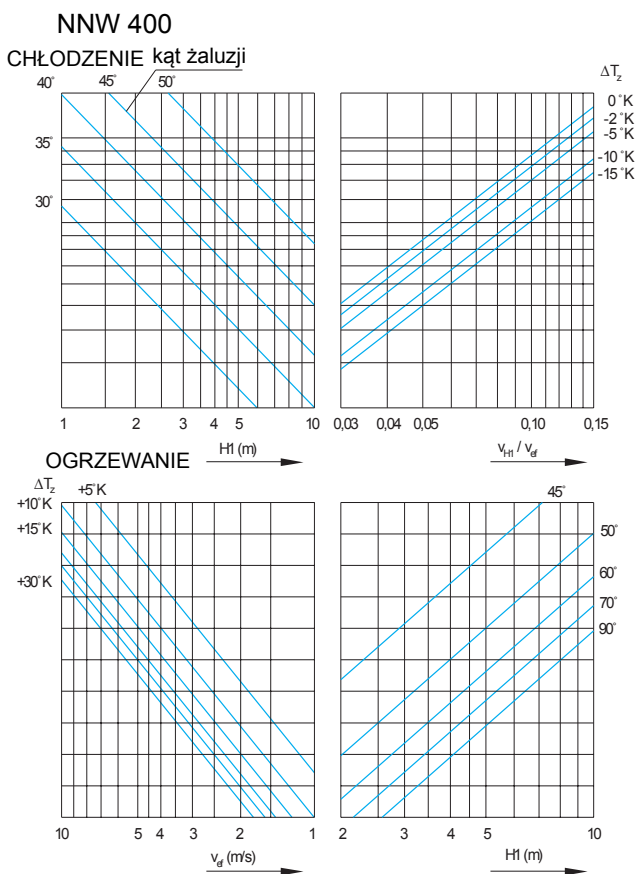 NNW 400
CHŁODZENIE kąt żaluzji
40° 45° 50°
35°
30°
ΔTz
0 °K
-2 °K
-5 °K
-10 °K
-15 °K
1 2 3 4 5 10
H1 (m)
0,03 0,04 0,05 0,10 0,15
vH1 / vef
OGRZEWANIE
ΔTz
+10°K +5°K
+15°K
+30°K
10 5 4 3 2 1
vef (m/s)
45°
50°
60°
70°
90°
2 3 4 5 10
H1 (m)